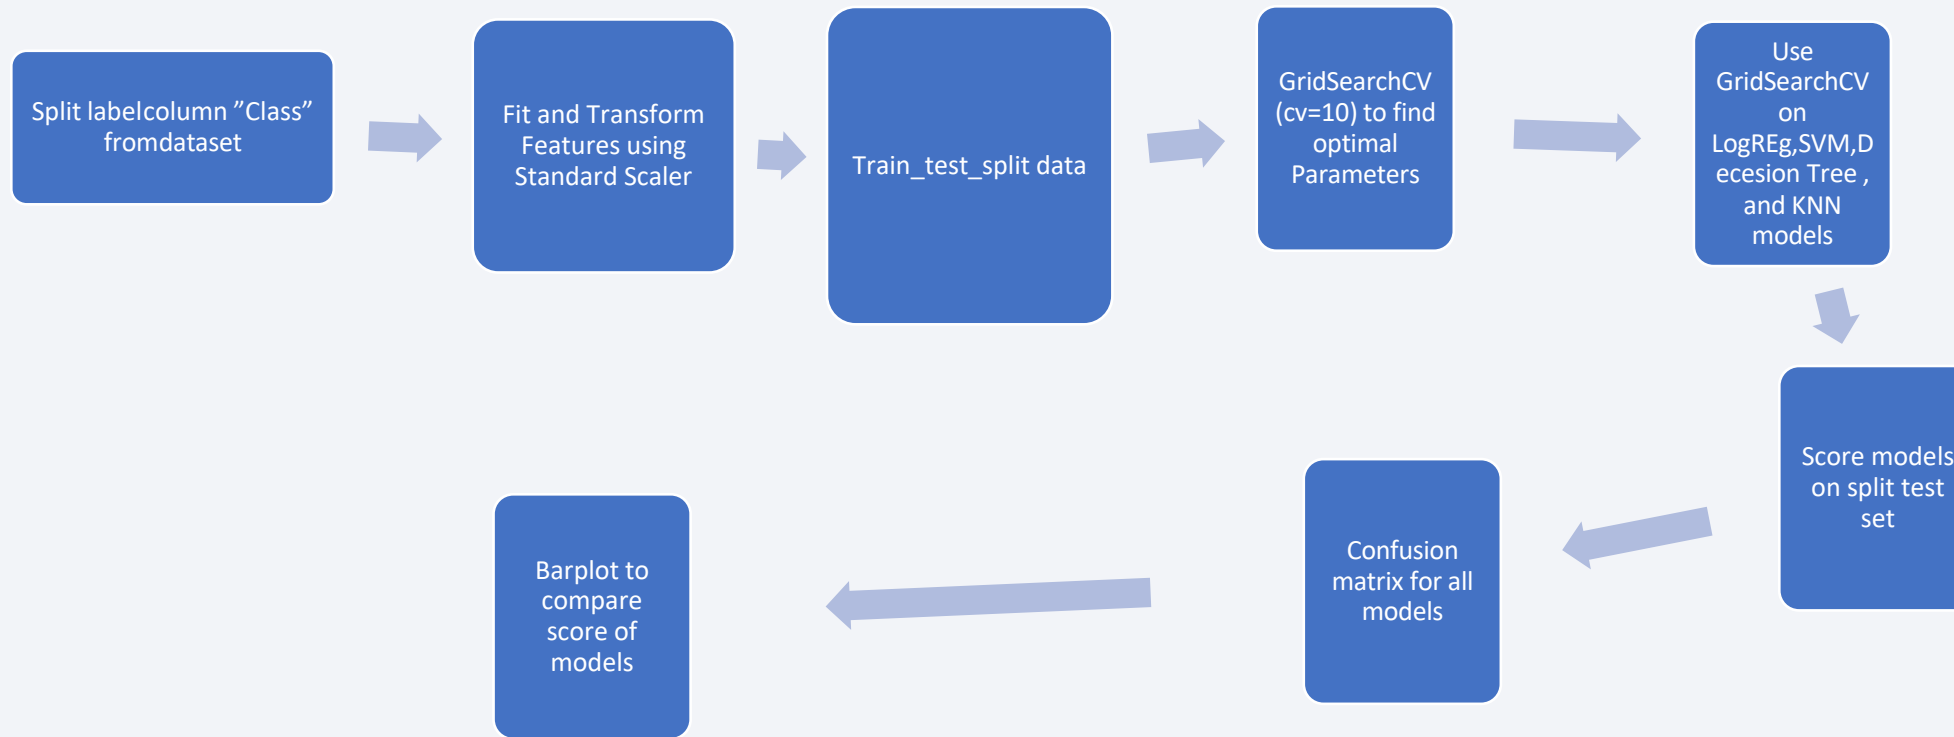 Split labelcolumn ”Class”
fromdataset
Fit and Transform
Features using
Standard Scaler
Train_test_split data
GridSearchCV
(cv=10) to find
optimal
Parameters
Use
GridSearchCV
on
LogREg,SVM,D
ecesion Tree ,
and KNN
models
Score models
on split test
set
Confusion
matrix for all
models
Barplot to
compare
score of
models